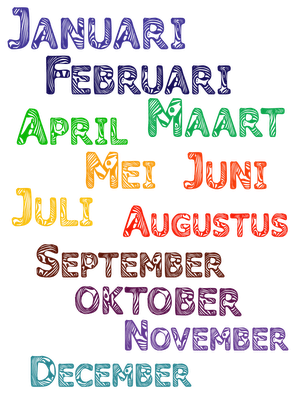 Januari
Februari
Maart
April
Mei Juni
Juli
Augustus
September
OKTOBER
November
December